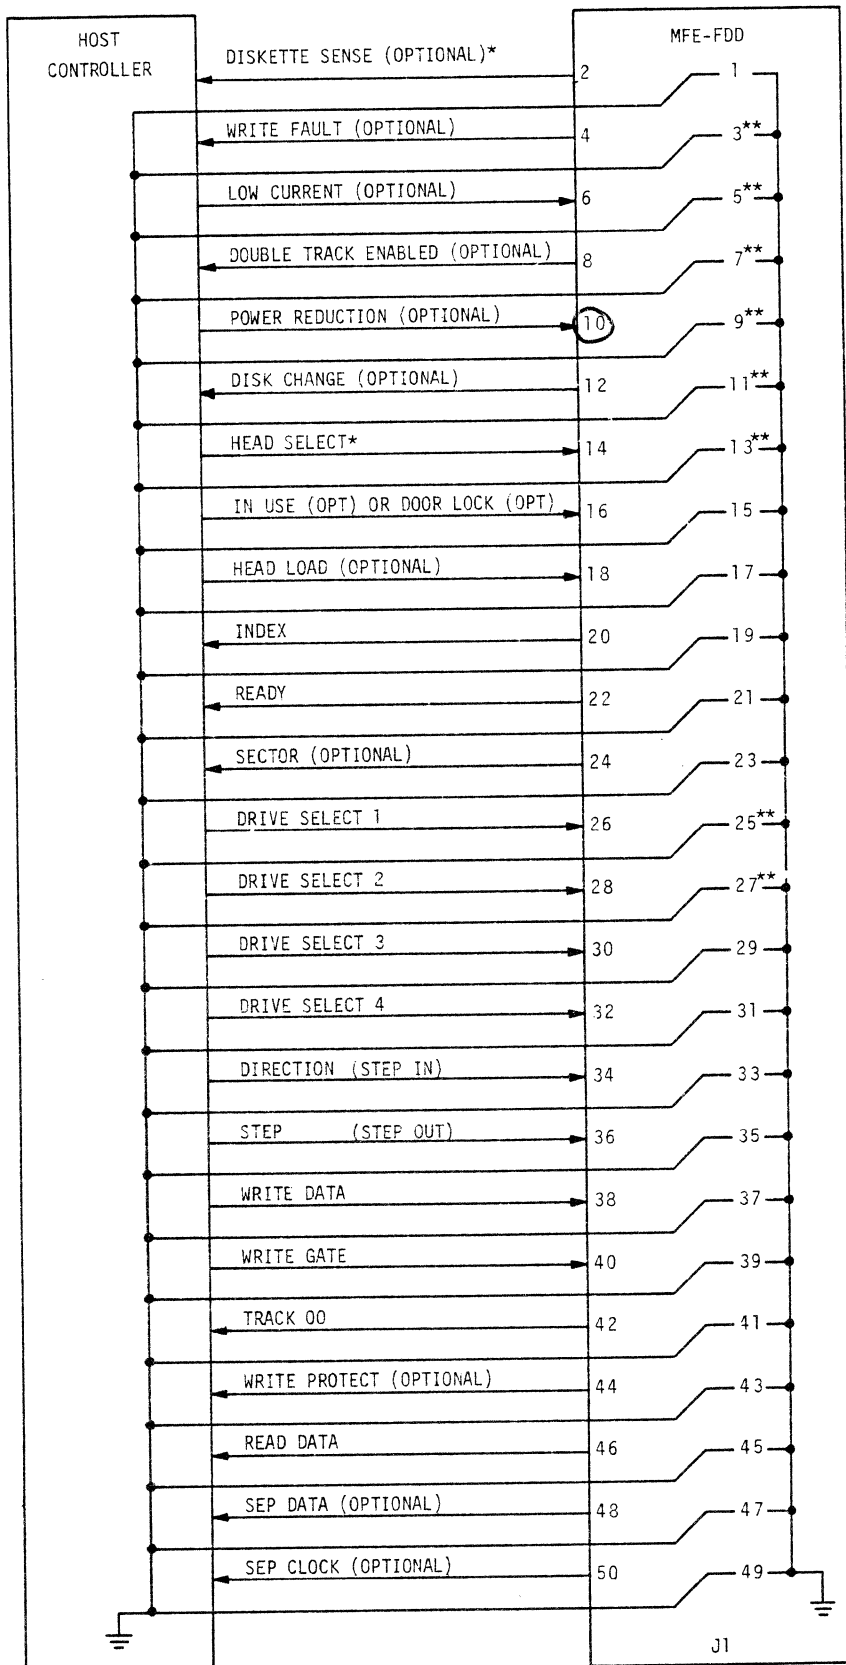 HOST
CONTROLLER
MFE-FDD
DISKETTE SENSE (OPTIONAL)*
2
1
WRITE FAULT (OPTIONAL)
4
3**
LOW CURRENT (OPTIONAL)
6
5**
DOUBLE TRACK ENABLED (OPTIONAL)
8
7**
POWER REDUCTION (OPTIONAL)
10
9**
DISK CHANGE (OPTIONAL)
12
11**
HEAD SELECT*
14
13**
IN USE (OPT) OR DOOR LOCK (OPT)
16
15
HEAD LOAD (OPTIONAL)
18
17
INDEX
20
19
READY
22
21
SECTOR (OPTIONAL)
24
23
DRIVE SELECT 1
26
25**
DRIVE SELECT 2
28
27**
DRIVE SELECT 3
30
29
DRIVE SELECT 4
32
31
DIRECTION (STEP IN)
34
33
STEP (STEP OUT)
36
35
WRITE DATA
38
37
WRITE GATE
40
39
TRACK 00
42
41
WRITE PROTECT (OPTIONAL)
44
43
READ DATA
46
45
SEP DATA (OPTIONAL)
48
47
SEP CLOCK (OPTIONAL)
50
49
J1